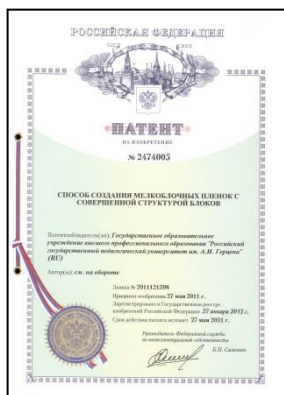 РОССИЙСКАЯ ФЕДЕРАЦИЯ
ПАТЕНТ
НА ИЗОБРЕТЕНИЕ
№ 2474005
СПОСОБ СОЗДАНИЯ МЕЛКОБЛОЧНЫХ ПЛЕНОК С
СОВЕРШЕННОЙ СТРУКТУРОЙ БЛОКОВ
Патентообладатель(ли): Государственное образовательное
учреждение высшего профессионального образования "Российский
государственный педагогический университет им. А.И. Герцена"
(RU)
Автор(ы): см. на обороте
Заявка № 2011121398
Приоритет изобретения 27 мая 2011 г.
Зарегистрировано в Государственном реестре
изобретений Российской Федерации 27 января 2013 г.
Срок действия патента истекает 27 мая 2031 г.
Руководитель Федеральной службы
по интеллектуальной собственности
Б.П. Симонов